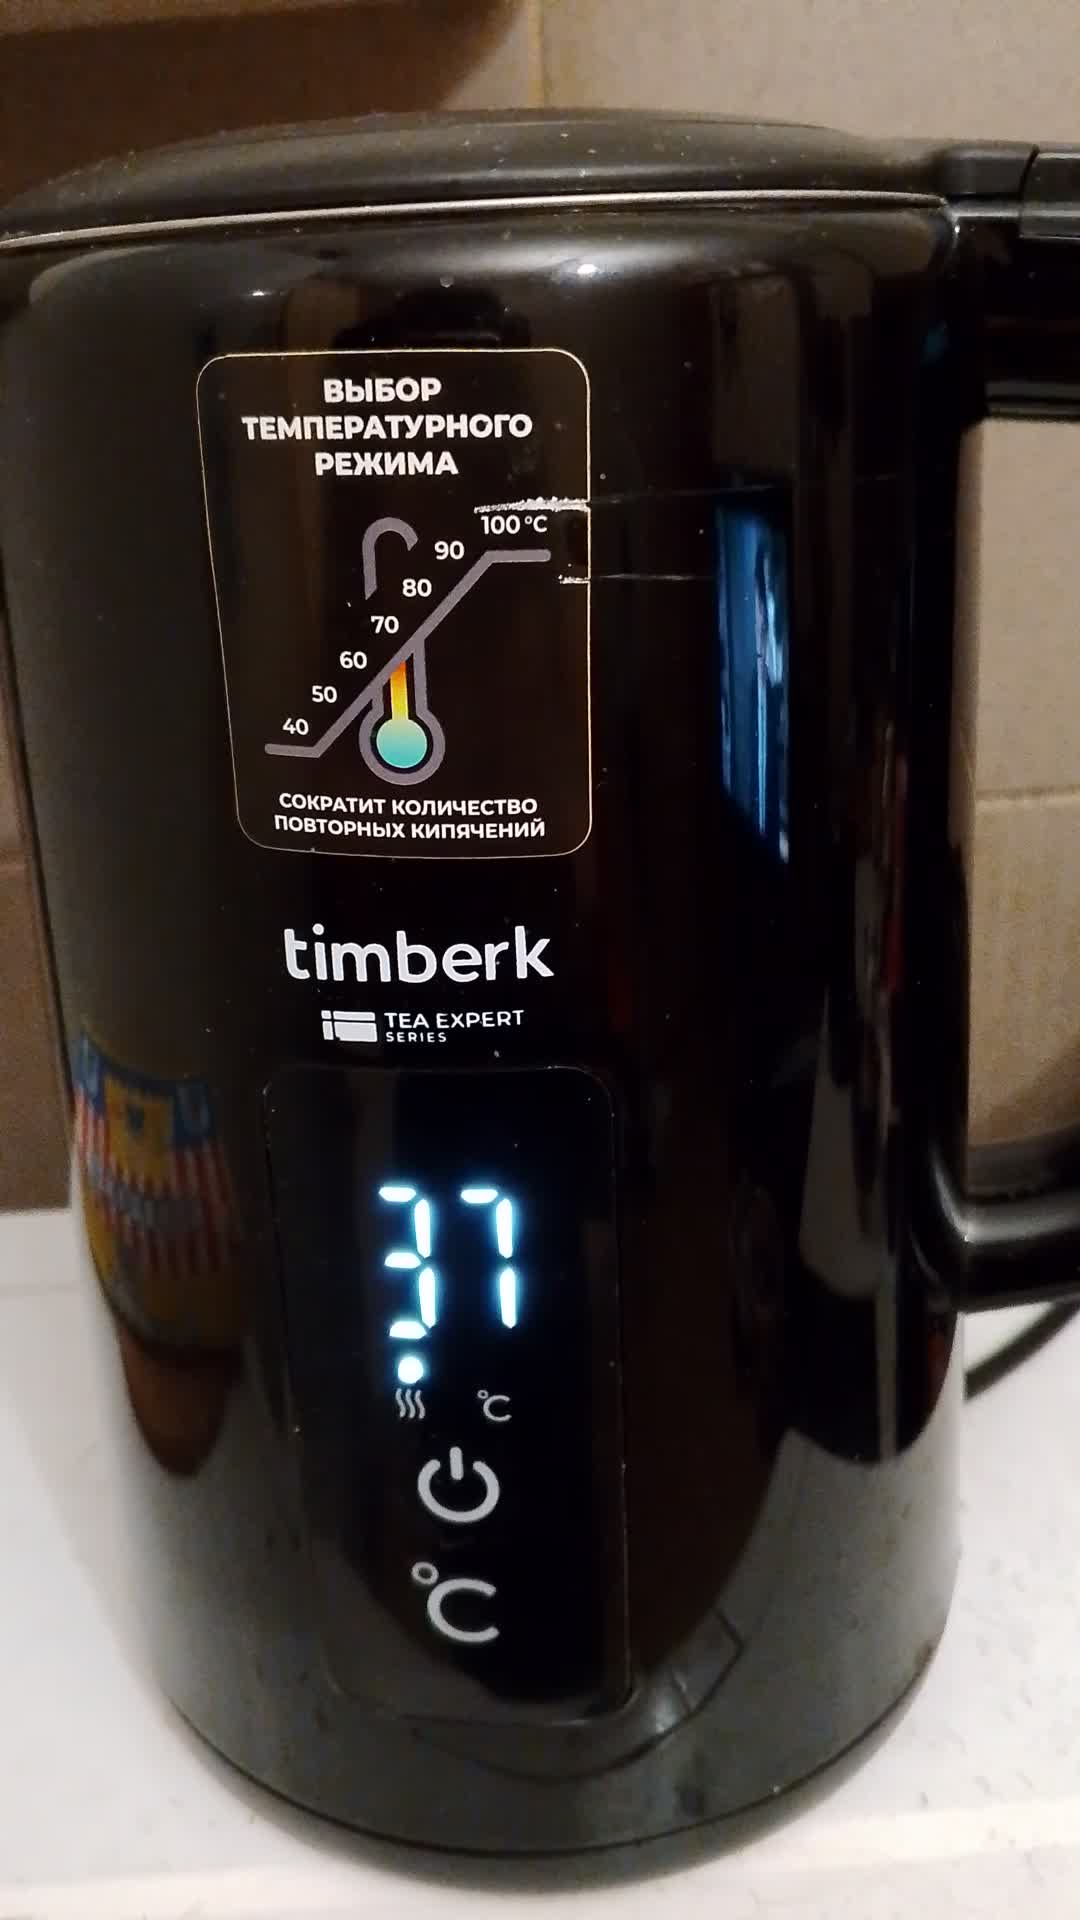 ВЫБОР
ТЕМПЕРАТУРНОГО
РЕЖИМА
100 °C
90
80
70
60
50
40
СОКРАТИТ КОЛИЧЕСТВО
ПОВТОРНЫХ КИПЯЧЕНИЙ
timberk
TEA EXPERT
SERIES
37
°C
°C